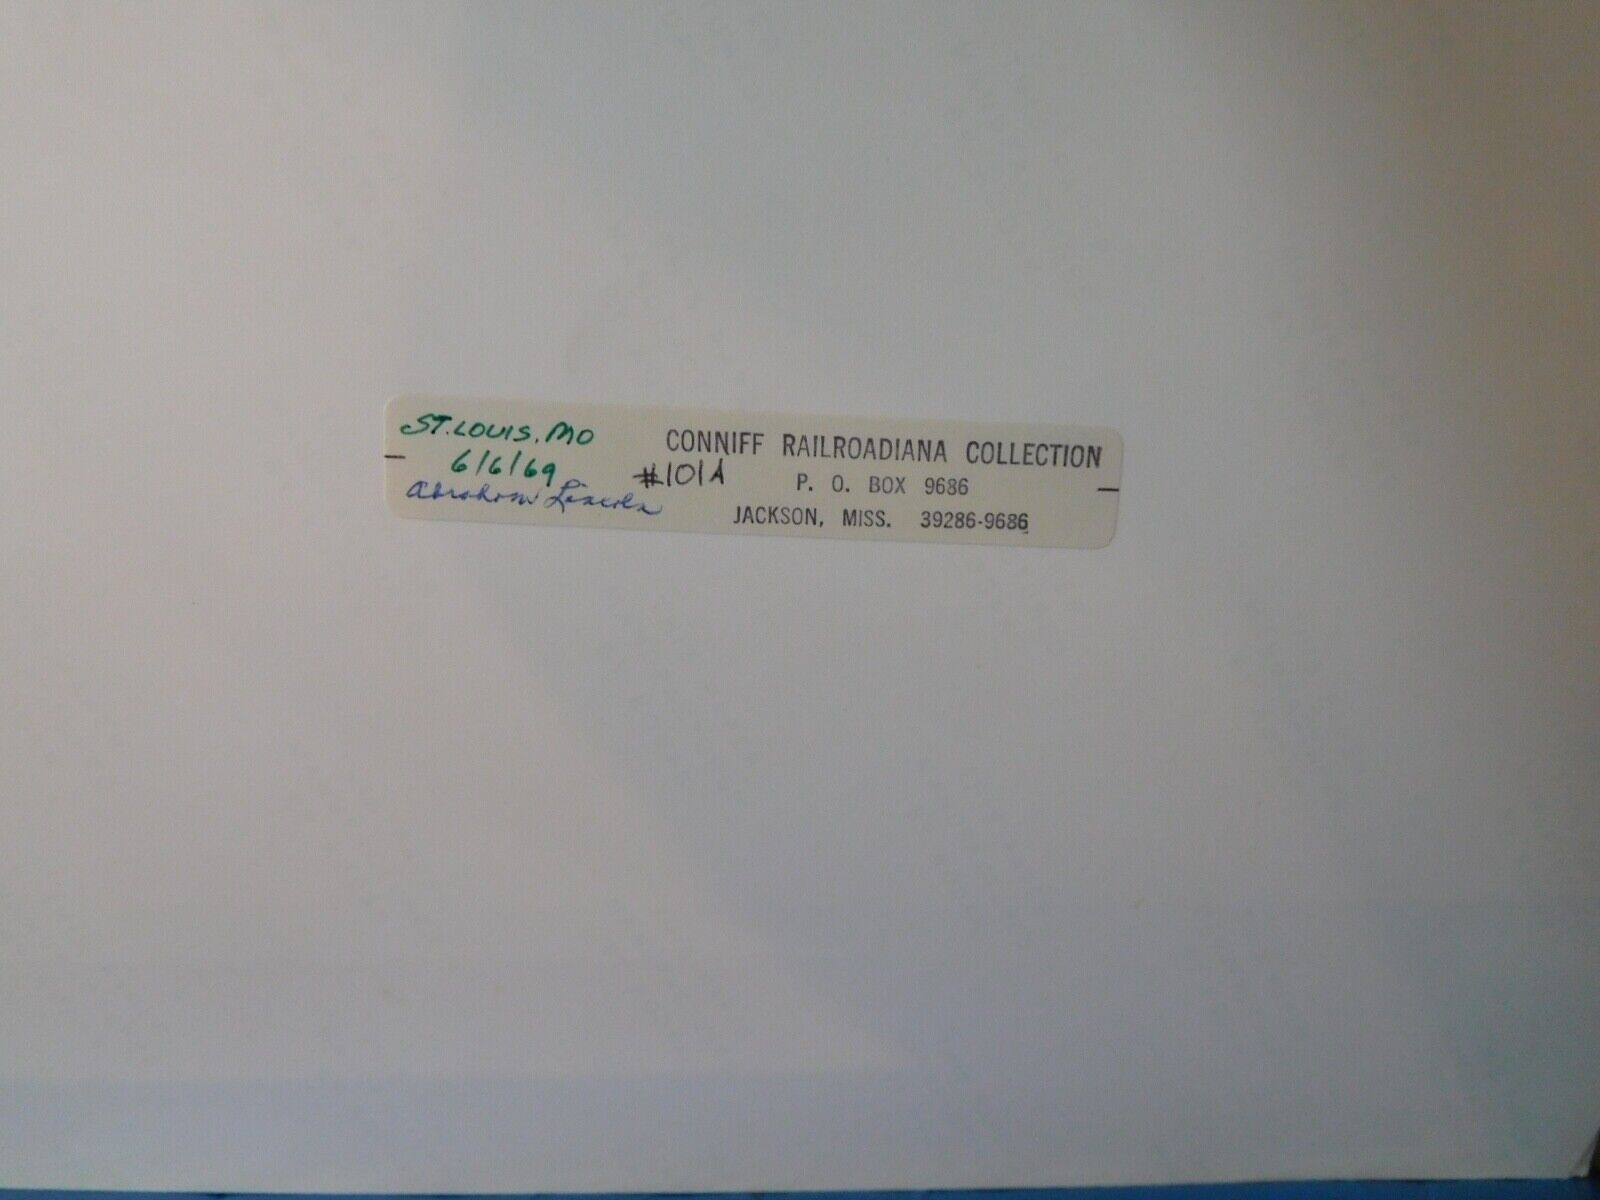 ST. LOUIS, MO
6/6/69
Abraham Lincoln
#101A
CONNIFF RAILROADIANA COLLECTION
P. O. BOX 9686
JACKSON, MISS. 39286-9686